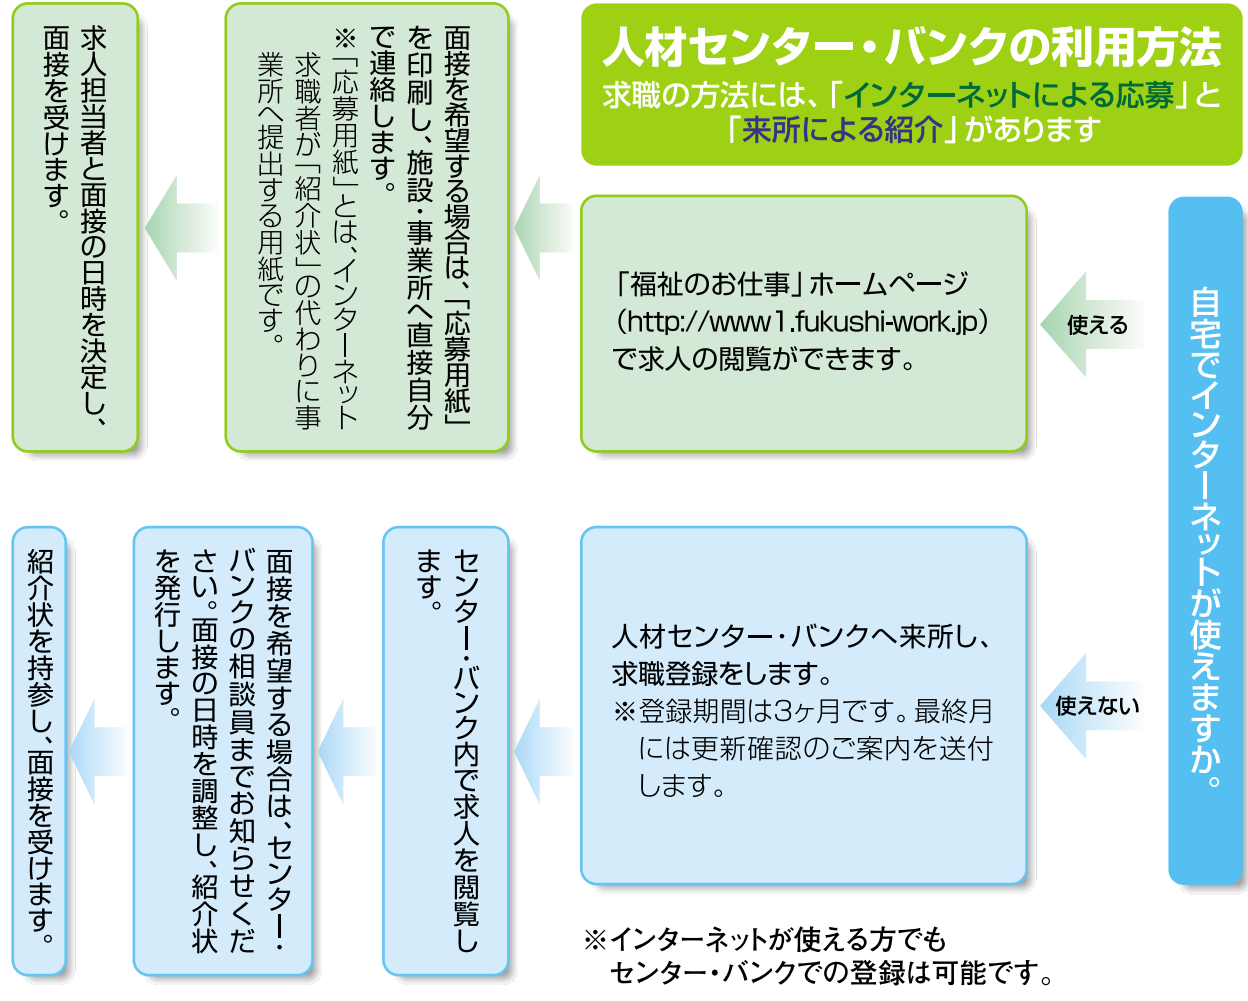 人材センター・バンクの利用方法
求職の方法には、「インターネットによる応募」と
「来所による紹介」があります
自宅でインターネットが使えますか。
使える
「福祉のお仕事」ホームページ
（http://www1.fukushi-work.jp）
で求人の閲覧ができます。
面接を希望する場合は、「応募用紙」
を印刷し、施設・事業所へ直接自分
で連絡します。
※「応募用紙」とは、インターネット
求職者が「紹介状」の代わりに事
業所へ提出する用紙です。
求人担当者と面接の日時を決定し、
面接を受けます。
使えない
人材センター・バンクへ来所し、
求職登録をします。
※登録期間は3ヶ月です。最終月
には更新確認のご案内を送付
します。
センター・バンク内で求人を閲覧し
ます。
面接を希望する場合は、センター・
バンクの相談員までお知らせくだ
さい。面接の日時を調整し、紹介状
を発行します。
紹介状を持参し、面接を受けます。
※インターネットが使える方でも
センター・バンクでの登録は可能です。